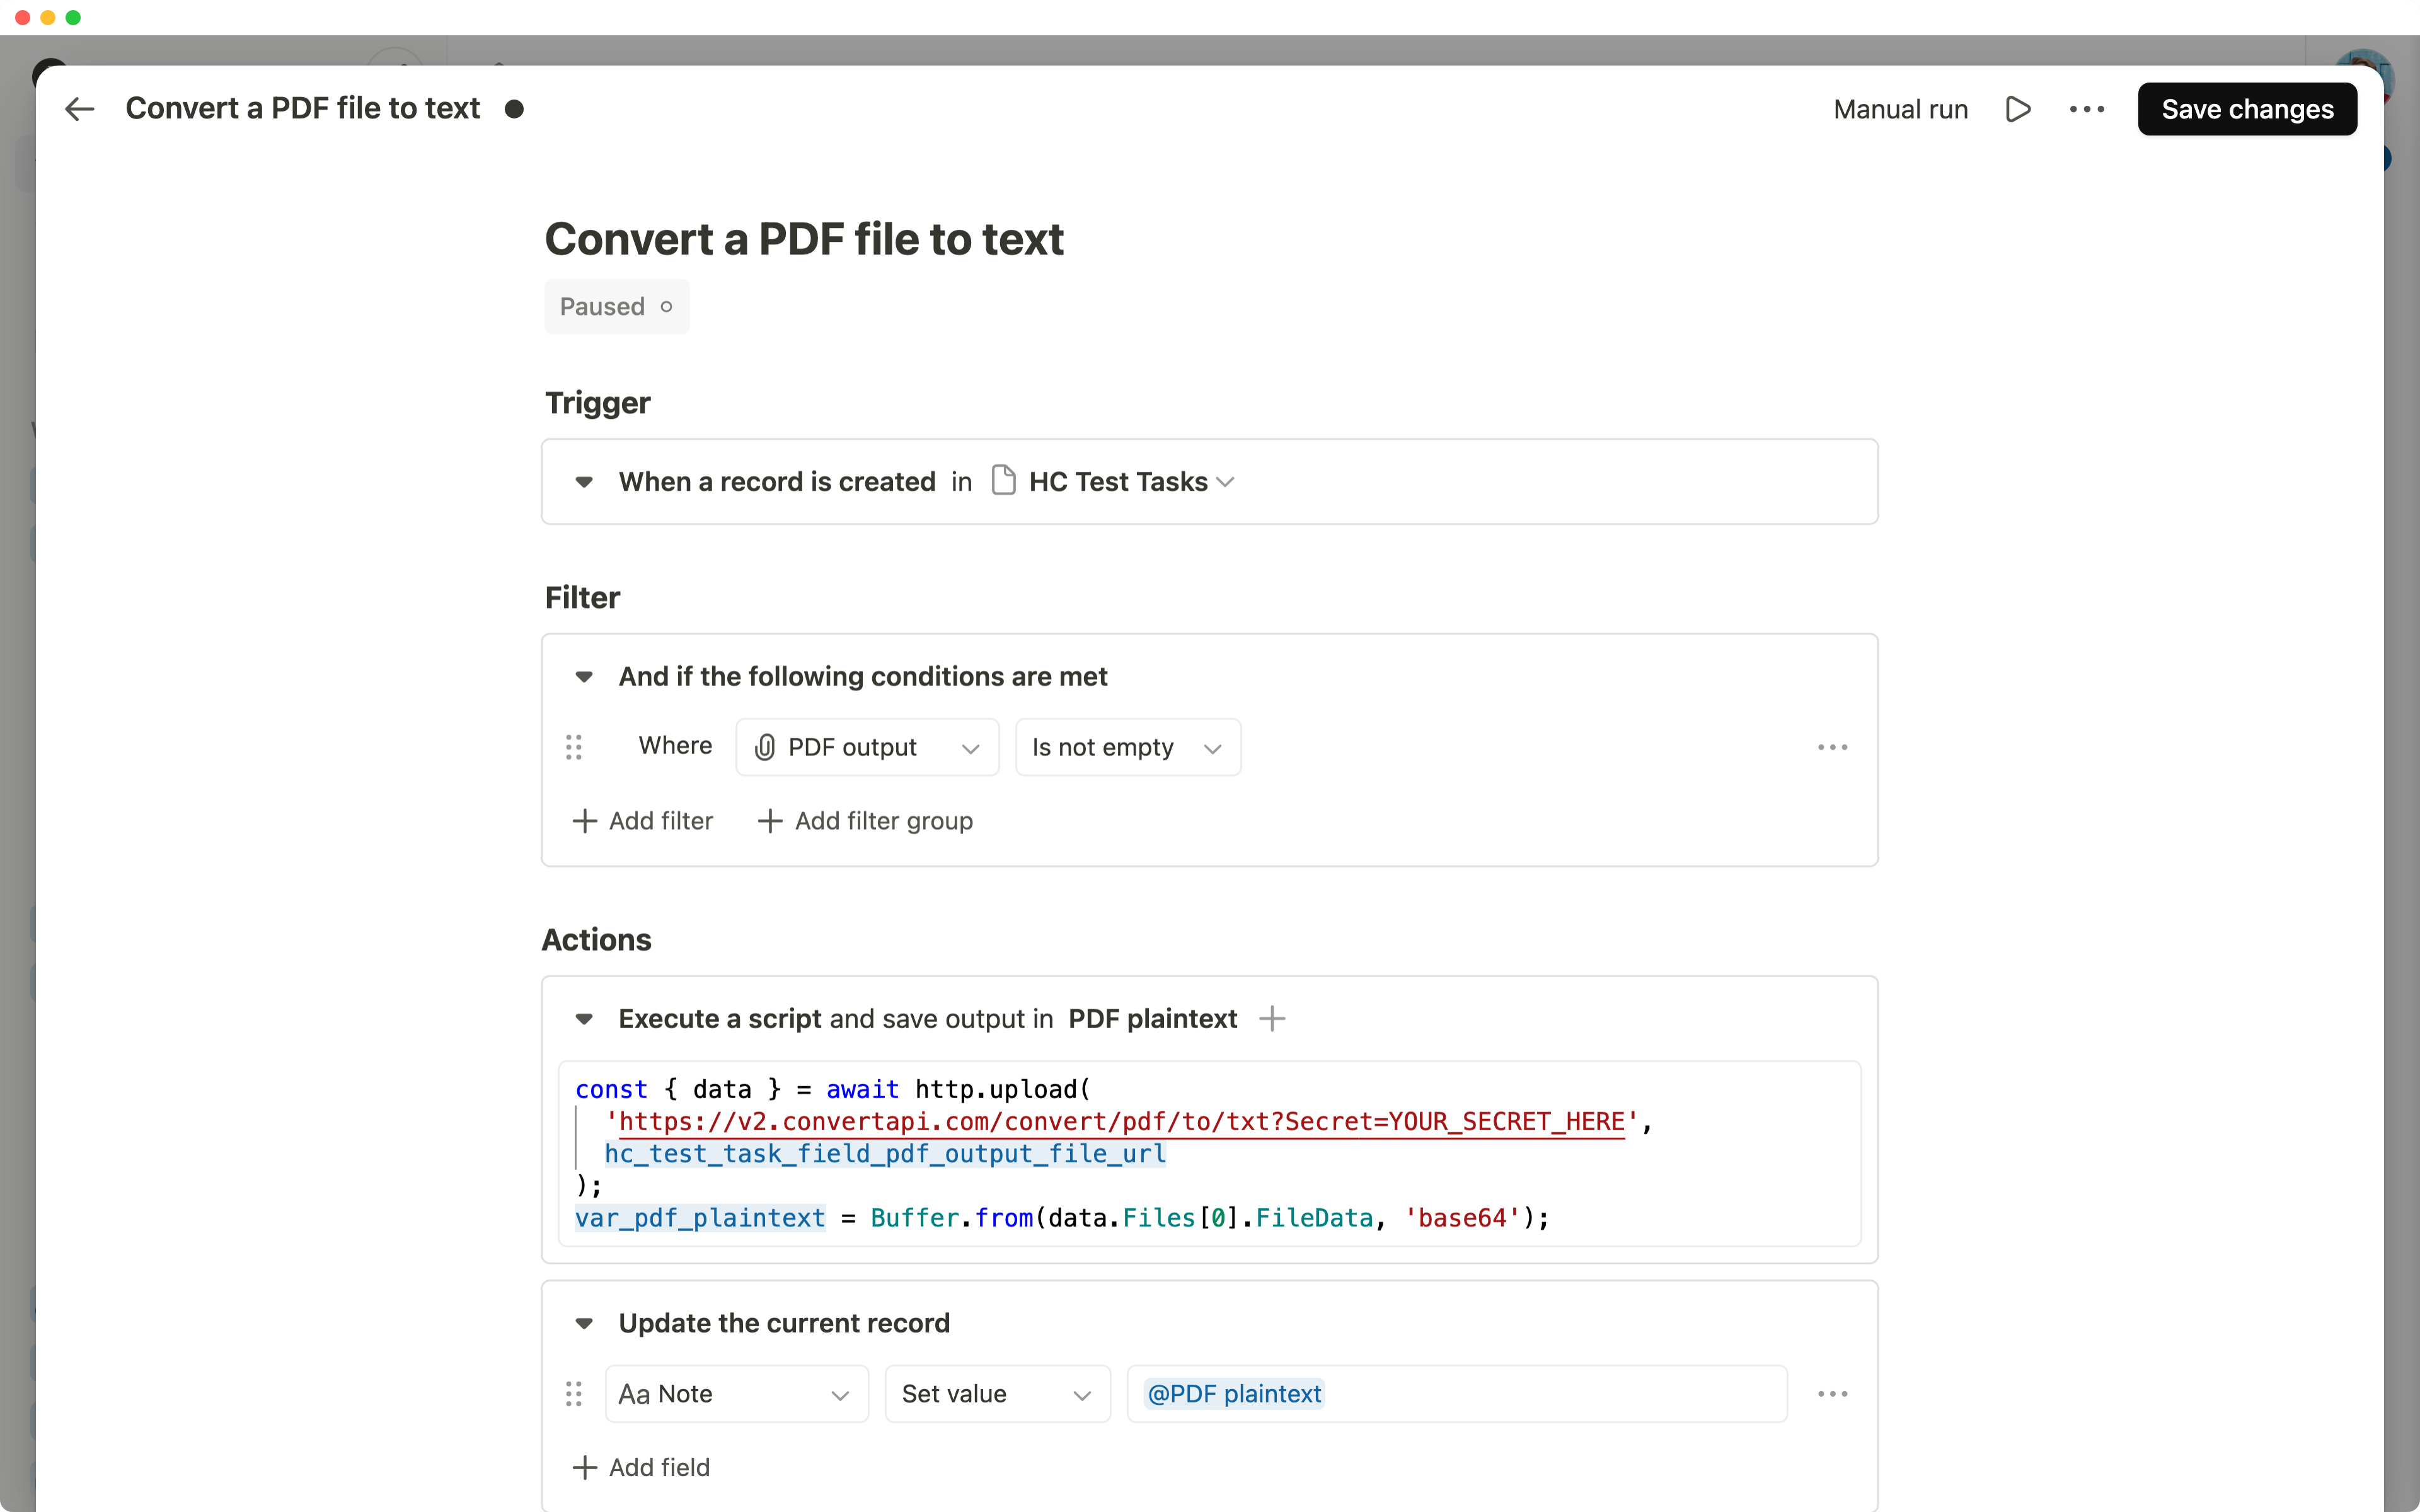 Convert a PDF file to text
Manual run
Save changes
Convert a PDF file to text
Paused
Trigger
When a record is created in HC Test Tasks
Filter
And if the following conditions are met
Where PDF output Is not empty
Add filter Add filter group
Actions
Execute a script and save output in PDF plaintext
const { data } = await http.upload(
'https://v2.convertapi.com/convert/pdf/to/txt?Secret=YOUR_SECRET_HERE',
hc_test_task_field_pdf_output_file_url
);
var_pdf_plaintext = Buffer.from(data.Files[0].FileData, 'base64');
Update the current record
Aa Note Set value @PDF plaintext
Add field